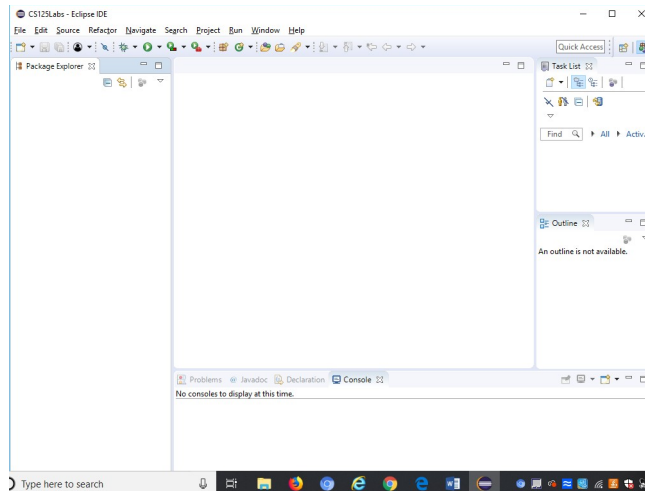 CS125Labs - Eclipse IDE
File Edit Source Refactor Navigate Search Project Run Window Help
Quick Access
Package Explorer
Task List
Find All Activ
Outline
An outline is not available.
Problems Javadoc Declaration Console
No consoles to display at this time.
Type here to search